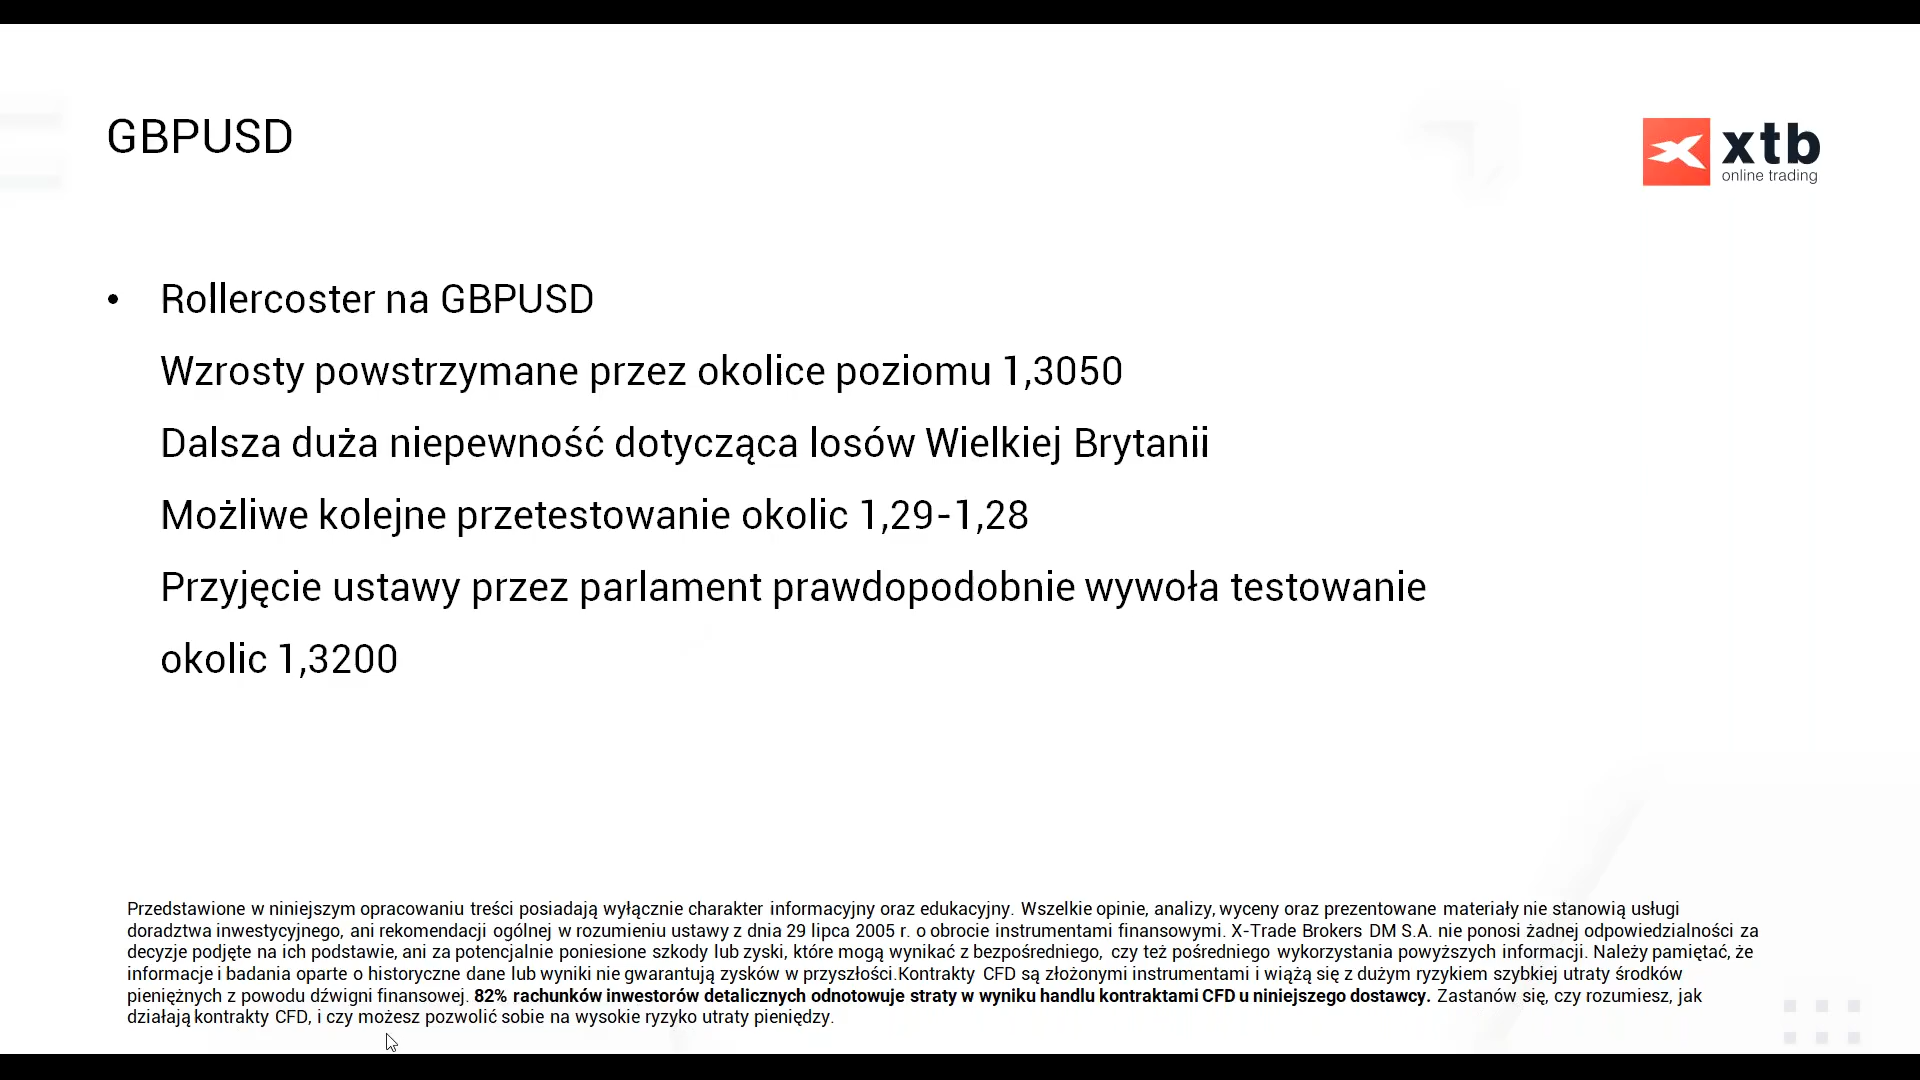 GBPUSD
xtb
online trading
• Rollercoster na GBPUSD
Wzrosty powstrzymane przez okolice poziomu 1,3050
Dalsza duża niepewność dotycząca losów Wielkiej Brytanii
Możliwe kolejne przetestowanie okolic 1,29-1,28
Przyjęcie ustawy przez parlament prawdopodobnie wywoła testowanie
okolic 1,3200
Przedstawione w niniejszym opracowaniu treści posiadają wyłącznie charakter informacyjny oraz edukacyjny. Wszelkie opinie, analizy, wyceny oraz prezentowane materiały nie stanowią usługi
doradztwa inwestycyjnego, ani rekomendacji ogólnej w rozumieniu ustawy z dnia 29 lipca 2005 r. o obrocie instrumentami finansowymi. X-Trade Brokers DM S.A. nie ponosi żadnej odpowiedzialności za
decyzje podjęte na ich podstawie, ani za potencjalnie poniesione szkody lub zyski, które mogą wynikać z bezpośredniego, czy też pośredniego wykorzystania powyższych informacji. Należy pamiętać, że
informacje i badania oparte o historyczne dane lub wyniki nie gwarantują zysków w przyszłości.Kontrakty CFD są złożonymi instrumentami i wiążą się z dużym ryzykiem szybkiej utraty środków
pieniężnych z powodu dźwigni finansowej. 82% rachunków inwestorów detalicznych odnotowuje straty w wyniku handlu kontraktami CFD u niniejszego dostawcy. Zastanów się, czy rozumiesz, jak
działają kontrakty CFD, i czy możesz pozwolić sobie na wysokie ryzyko utraty pieniędzy.